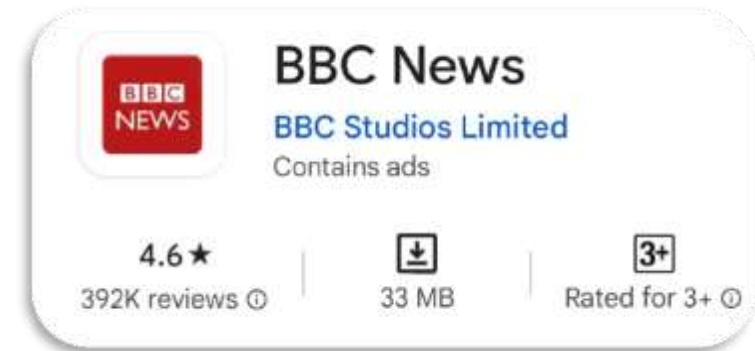 BBC
NEWS
BBC News
BBC Studios Limited
Contains ads
4.6★
392K reviews ⓘ
33 MB
3+
Rated for 3+ ⓘ